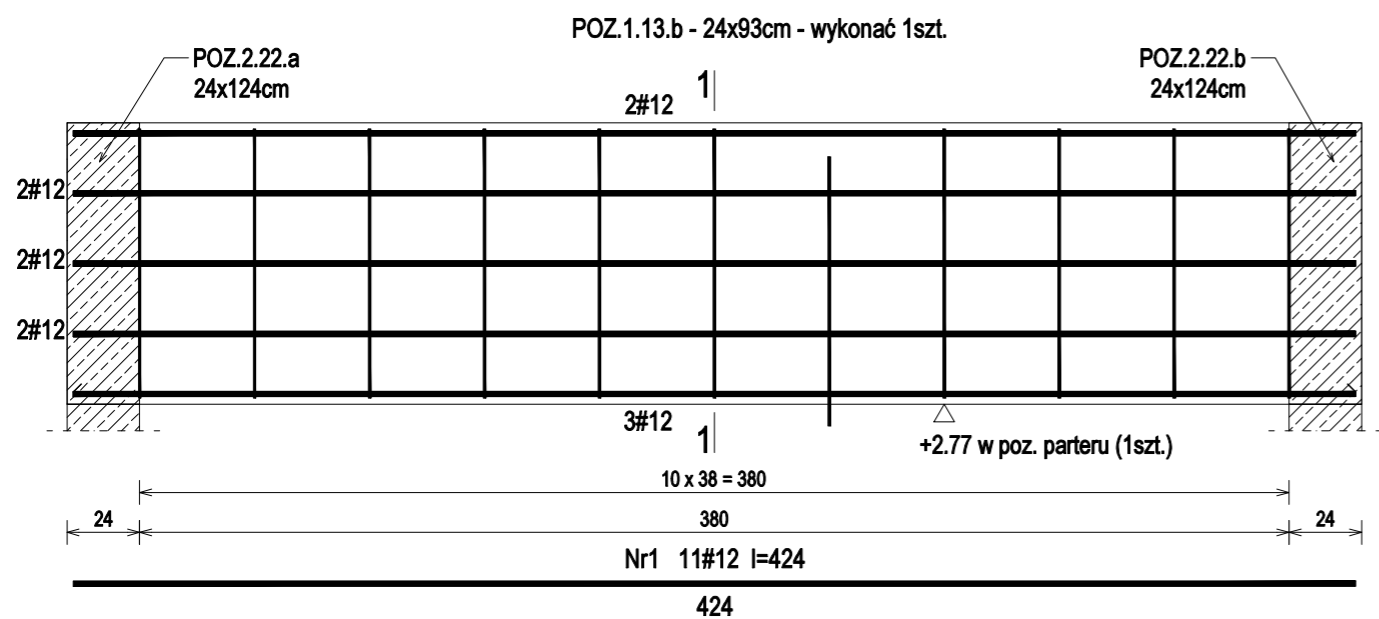 POZ.1.13.b - 24x93cm - wykonać 1szt.
POZ.2.22.a
24x124cm
POZ.2.22.b
24x124cm
1
2#12
2#12
2#12
2#12
3#12
1
+2.77 w poz. parteru (1szt.)
10 x 38 = 380
24
380
24
Nr1 11#12 l=424
424